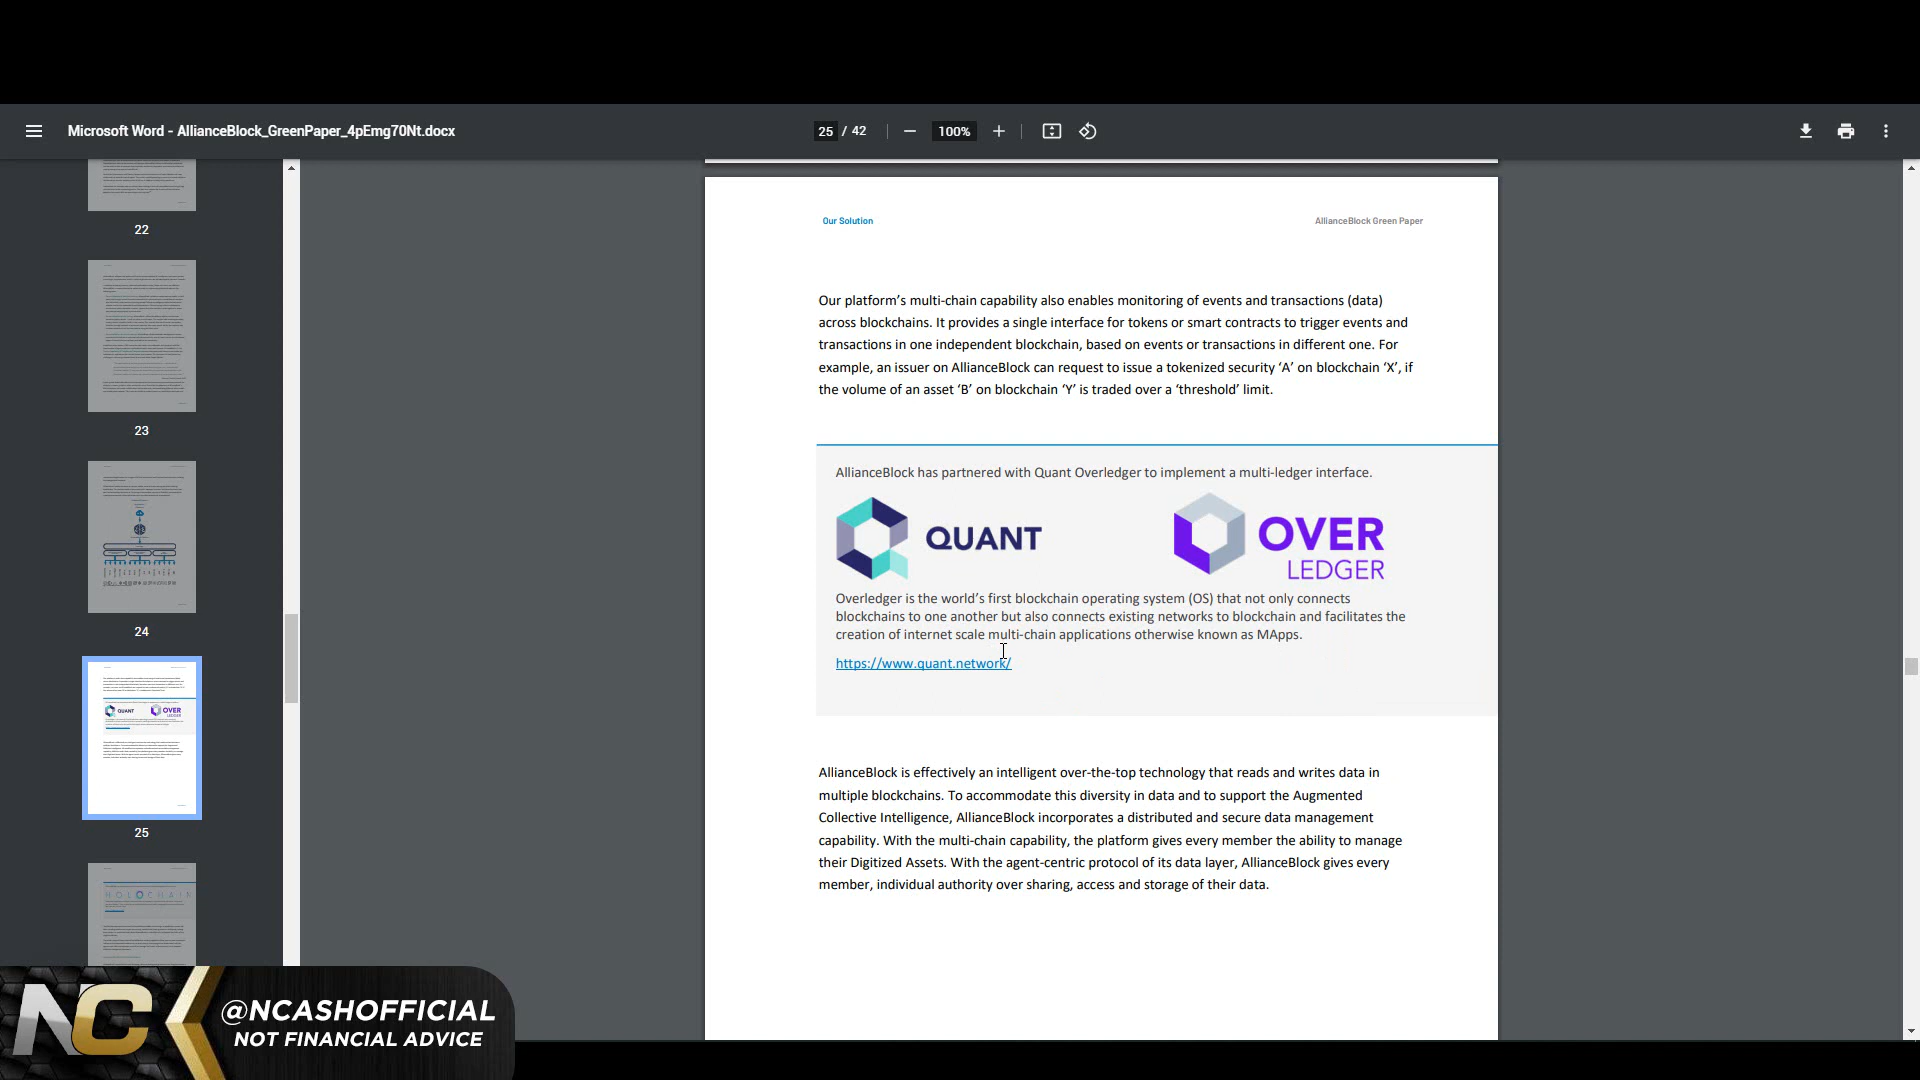 Microsoft Word - AllianceBlock_GreenPaper_4pEmg70Nt.docx
25 / 42
100%
22
23
24
25
Our Solution
AllianceBlock Green Paper
Our platform’s multi-chain capability also enables monitoring of events and transactions (data)
across blockchains. It provides a single interface for tokens or smart contracts to trigger events and
transactions in one independent blockchain, based on events or transactions in different one. For
example, an issuer on AllianceBlock can request to issue a tokenized security ‘A’ on blockchain ‘X’, if
the volume of an asset ‘B’ on blockchain ‘Y’ is traded over a ‘threshold’ limit.
AllianceBlock has partnered with Quant Overledger to implement a multi-ledger interface.
QUANT
OVER
LEDGER
Overledger is the world’s first blockchain operating system (OS) that not only connects
blockchains to one another but also connects existing networks to blockchain and facilitates the
creation of internet scale multi-chain applications otherwise known as MApps.
https://www.quant.network/
AllianceBlock is effectively an intelligent over-the-top technology that reads and writes data in
multiple blockchains. To accommodate this diversity in data and to support the Augmented
Collective Intelligence, AllianceBlock incorporates a distributed and secure data management
capability. With the multi-chain capability, the platform gives every member the ability to manage
their Digitized Assets. With the agent-centric protocol of its data layer, AllianceBlock gives every
member, individual authority over sharing, access and storage of their data.
NC
@NCASHOFFICIAL
NOT FINANCIAL ADVICE